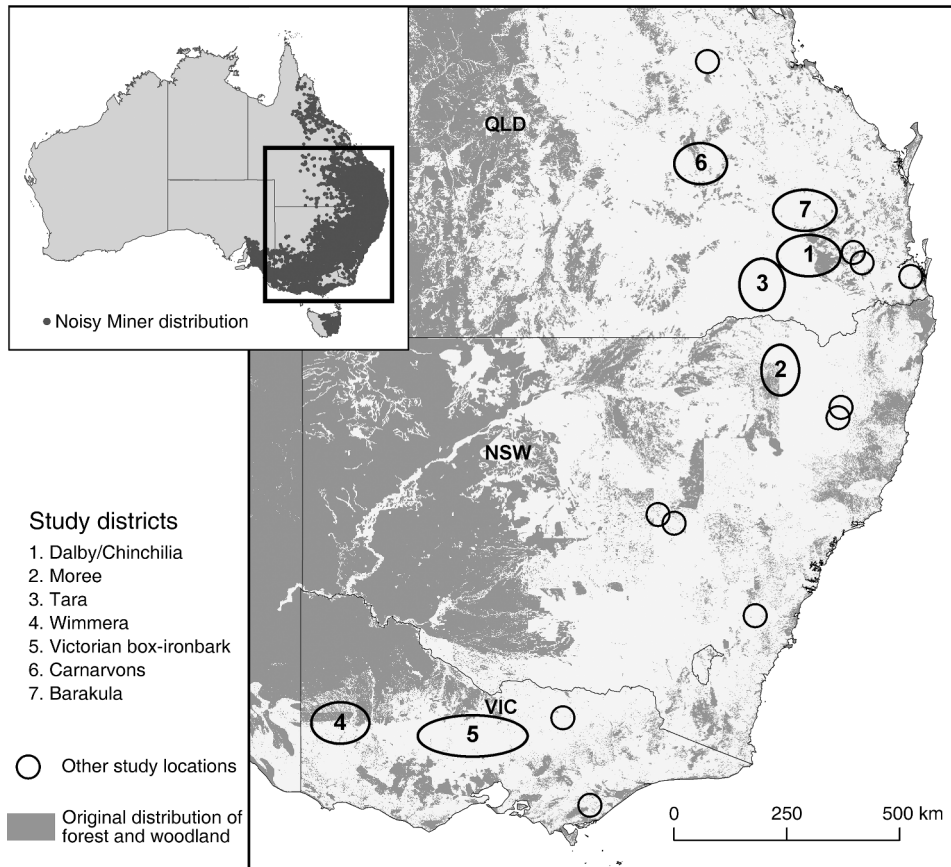 Noisy Miner distribution
QLD
6
7
1
3
2
NSW
Study districts
1. Dalby/Chinchilia
2. Moree
3. Tara
4. Wimmera
5. Victorian box-ironbark
6. Carnarvons
7. Barakula
VIC
4
5
Other study locations
Original distribution of
forest and woodland
0 250 500 km